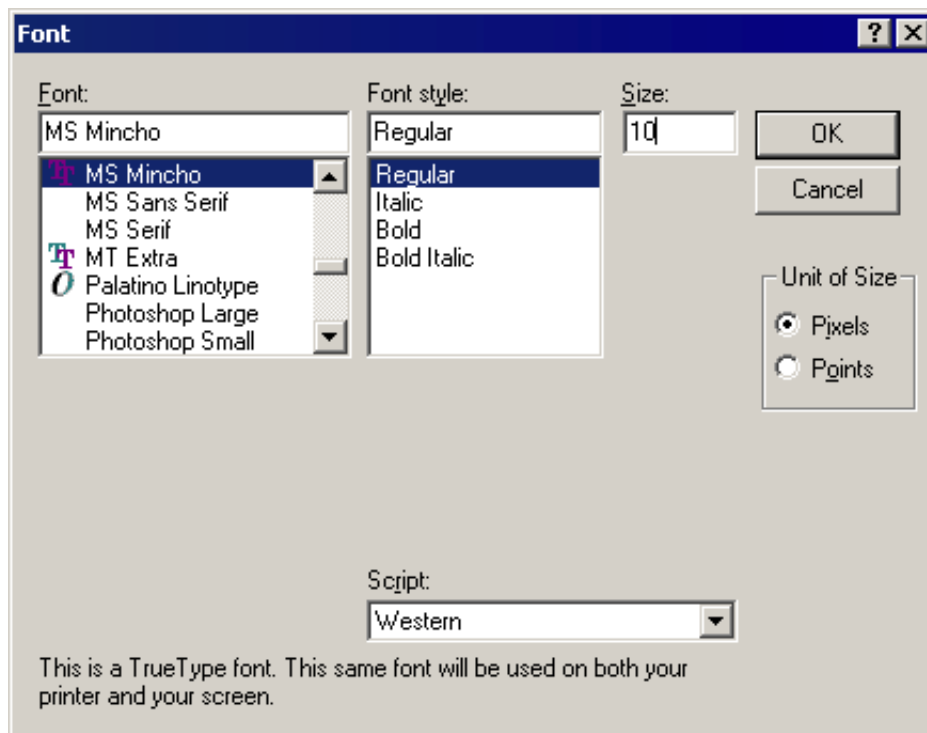 Font
Font: Font style: Size:
MS Mincho Regular 10 OK
MS Mincho Regular Cancel
MS Sans Serif Italic
MS Serif Bold
MT Extra Bold Italic
Palatino Linotype Unit of Size
Photoshop Large Pixels
Photoshop Small Points
Script:
Western
This is a TrueType font. This same font will be used on both your
printer and your screen.